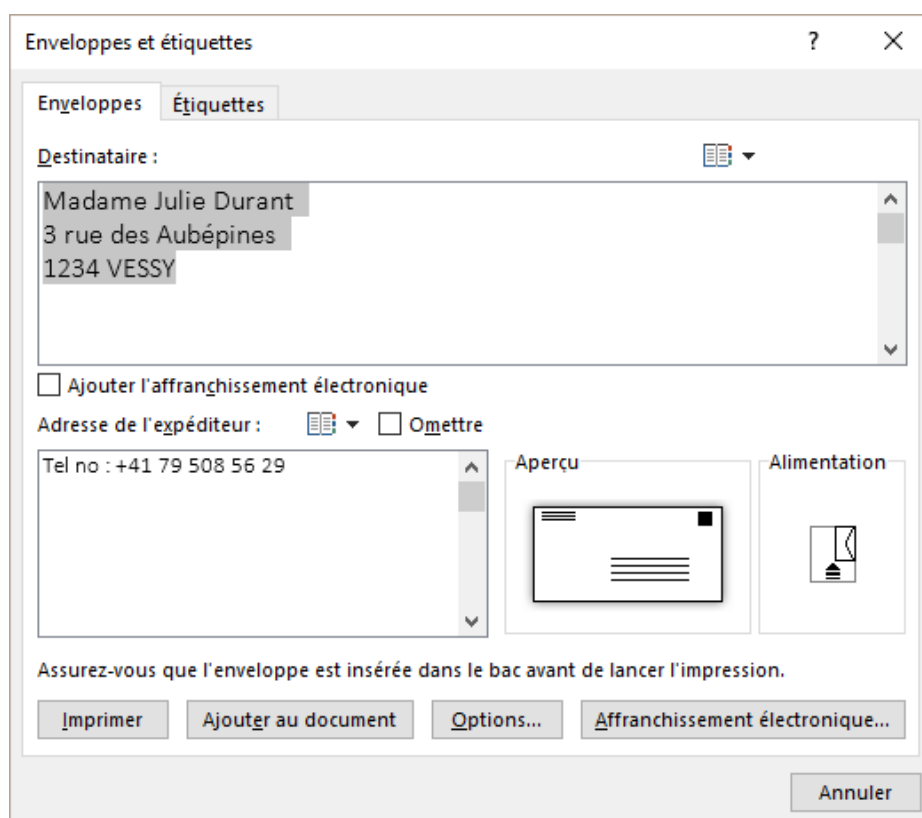 Enveloppes et étiquettes ?
Enveloppes Étiquettes
Destinataire :
Madame Julie Durant
3 rue des Aubépines
1234 VESSY
Ajouter l'affranchissement électronique
Adresse de l'expéditeur : Omettre
Tel no : +41 79 508 56 29
Aperçu
Alimentation
Assurez-vous que l'enveloppe est insérée dans le bac avant de lancer l'impression.
Imprimer Ajouter au document Options... Affranchissement électronique...
Annuler